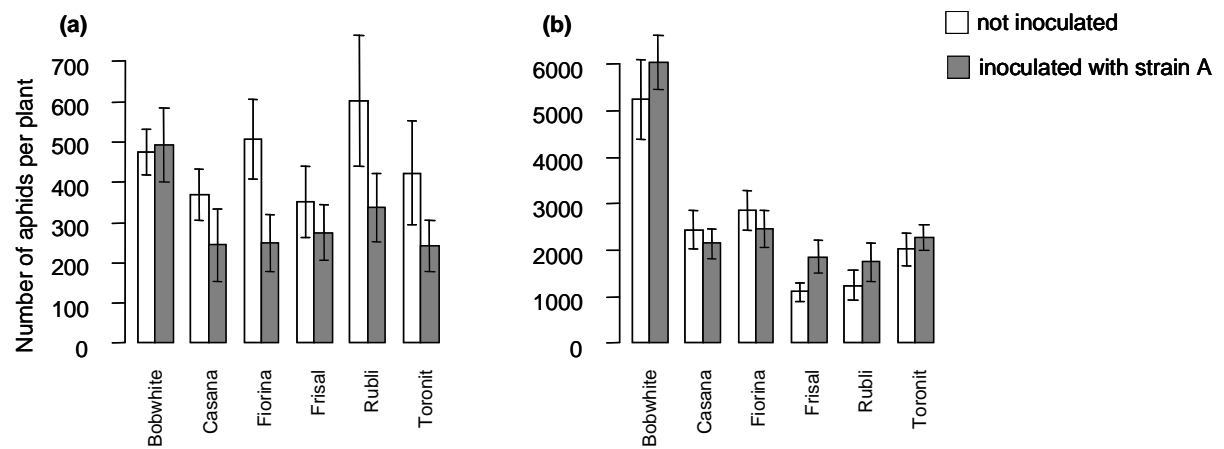 (a)
Number of aphids per plant
700
600
500
400
300
200
100
0
Bobwhite
Casana
Fiorina
Frisal
Rubli
Toronit
(b)
6000
5000
4000
3000
2000
1000
0
Bobwhite
Casana
Fiorina
Frisal
Rubli
Toronit
not inoculated
inoculated with strain A